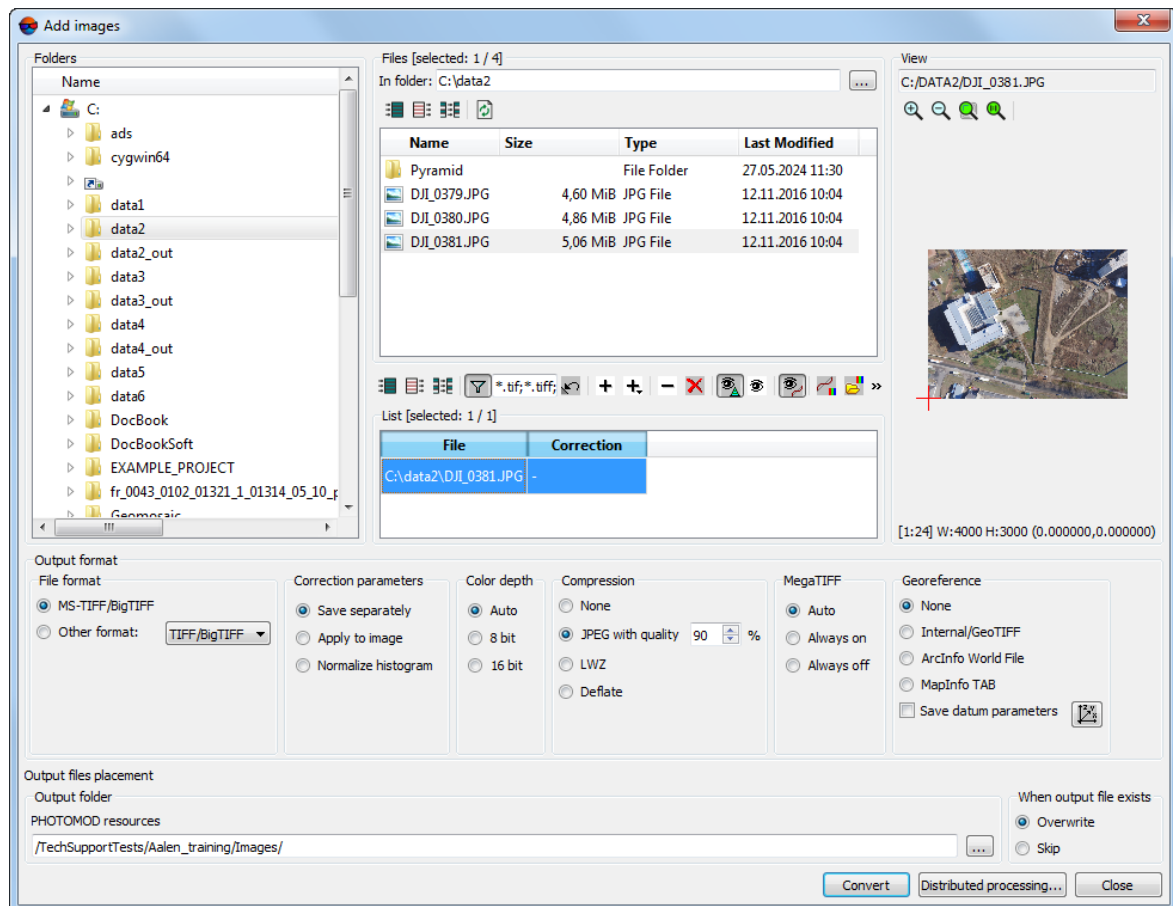 Add images
Folders
Name
C:
ads
cygwin64
data1
data2
data2_out
data3
data3_out
data4
data4_out
data5
data6
DocBook
DocBookSoft
EXAMPLE_PROJECT
fr_0043_0102_01321_1_01314_05_10_p
Geomosaic
Files [selected: 1 / 4]
In folder: C:\data2
...
Name Size Type Last Modified
Pyramid File Folder 27.05.2024 11:30
DJI_0379.JPG 4,60 MiB JPG File 12.11.2016 10:04
DJI_0380.JPG 4,86 MiB JPG File 12.11.2016 10:04
DJI_0381.JPG 5,06 MiB JPG File 12.11.2016 10:04
*.tif;*.tiff;
»
List [selected: 1 / 1]
File Correction
C:\data2\DJI_0381.JPG -
View
C:/DATA2/DJI_0381.JPG
[1:24] W:4000 H:3000 (0.000000,0.000000)
Output format
File format
MS-TIFF/BigTIFF
Other format: TIFF/BigTIFF
Correction parameters
Save separately
Apply to image
Normalize histogram
Color depth
Auto
8 bit
16 bit
Compression
None
JPEG with quality 90 %
LWZ
Deflate
MegaTIFF
Auto
Always on
Always off
Georeference
None
Internal/GeoTIFF
ArcInfo World File
MapInfo TAB
Save datum parameters
Output files placement
Output folder
PHOTOMOD resources
/TechSupportTests/Aalen_training/Images/
...
When output file exists
Overwrite
Skip
Convert Distributed processing... Close